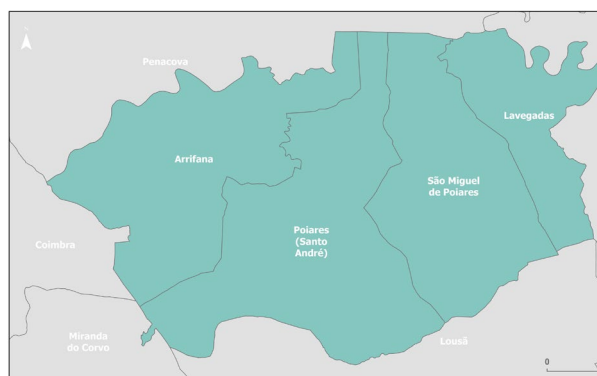 Penacova
Lavegadas
Arrifana
São Miguel
de Poiares
Poiares
(Santo
André)
Coimbra
Miranda
do Corvo
Lousã
0